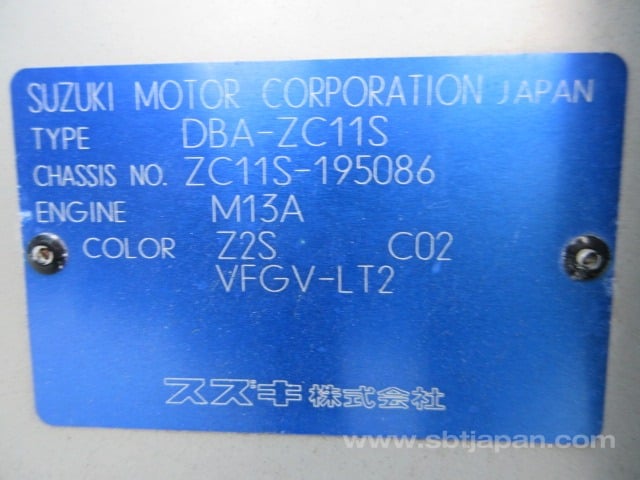 SUZUKI MOTOR CORPORATION JAPAN
TYPE DBA-ZC11S
CHASSIS NO. ZC11S-195086
ENGINE M13A
COLOR Z2S C02
VFGV-LT2
スズキ株式会社
www.sbtjapan.com